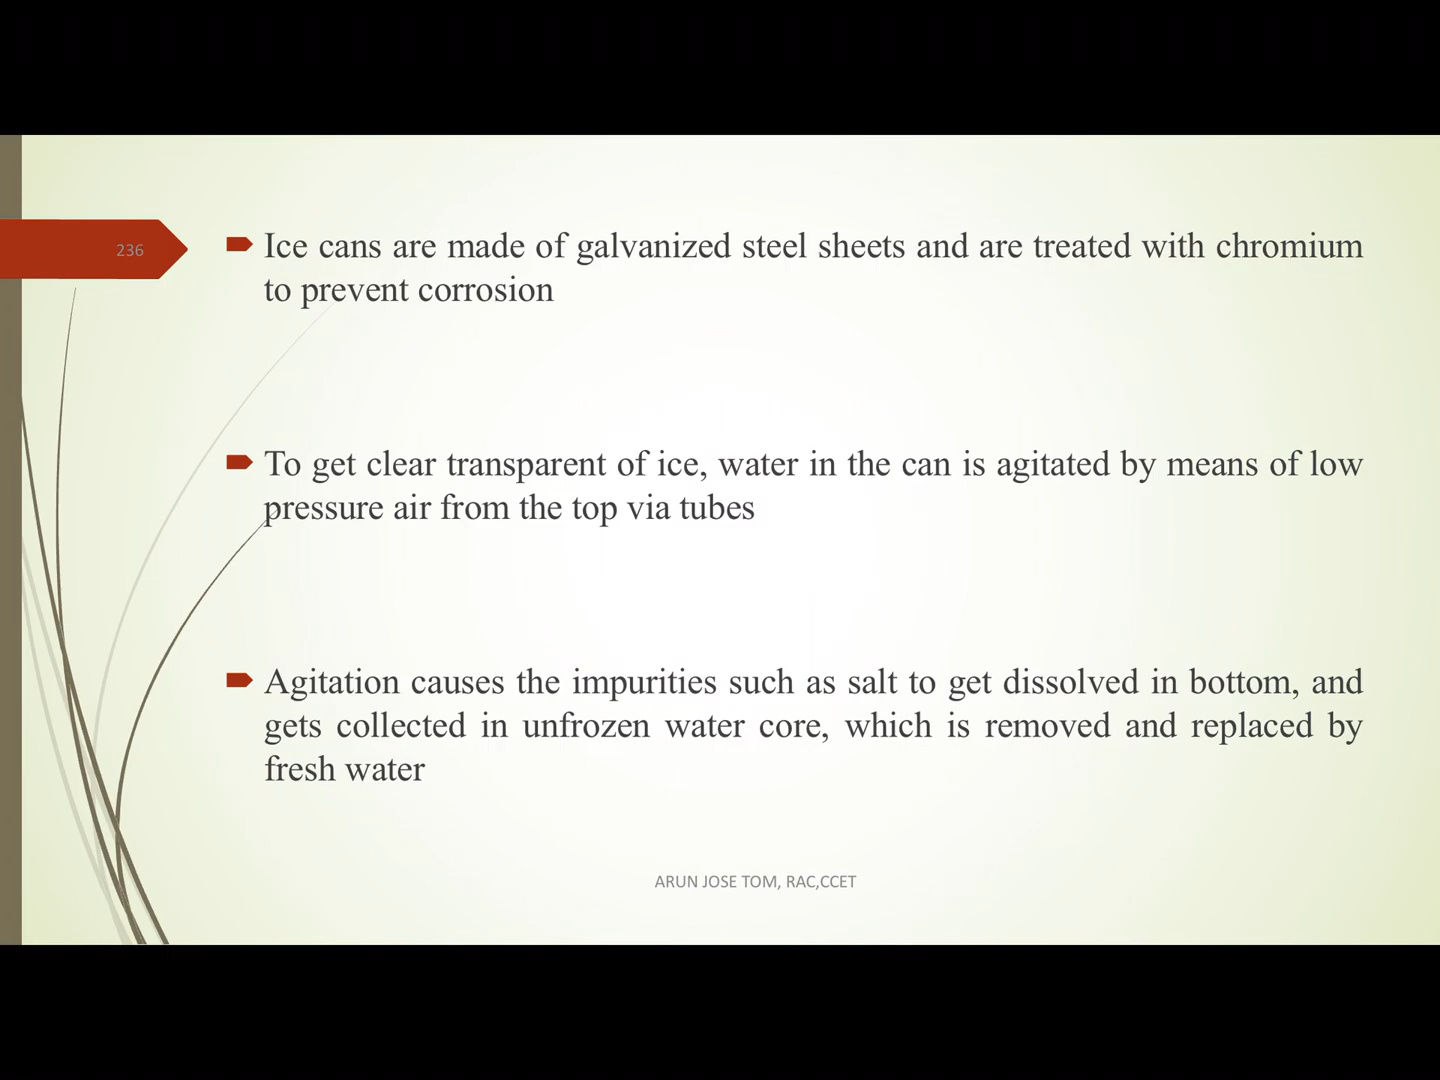 236
Ice cans are made of galvanized steel sheets and are treated with chromium
to prevent corrosion
To get clear transparent of ice, water in the can is agitated by means of low
pressure air from the top via tubes
Agitation causes the impurities such as salt to get dissolved in bottom, and
gets collected in unfrozen water core, which is removed and replaced by
fresh water
ARUN JOSE TOM, RAC,CCET